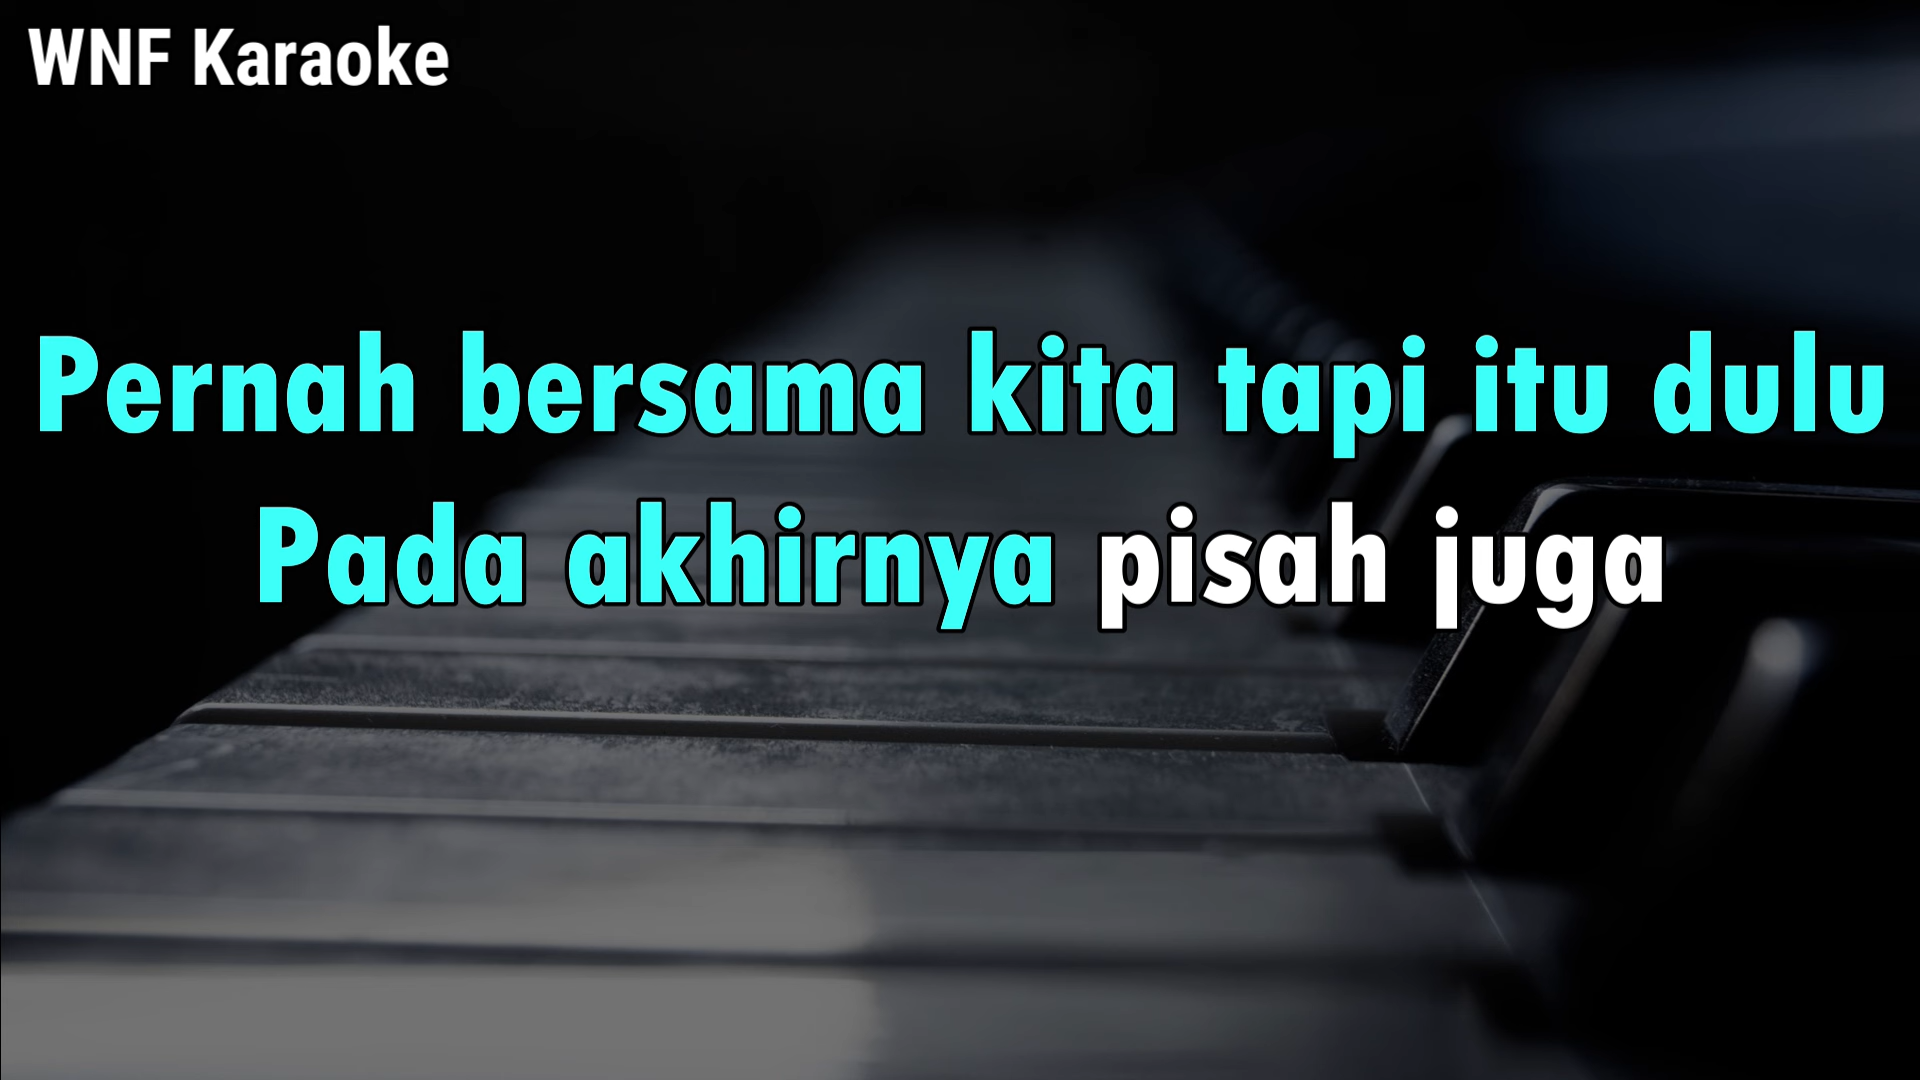 WNF Karaoke
Pernah bersama kita tapi itu dulu
Pada akhirnya pisah juga